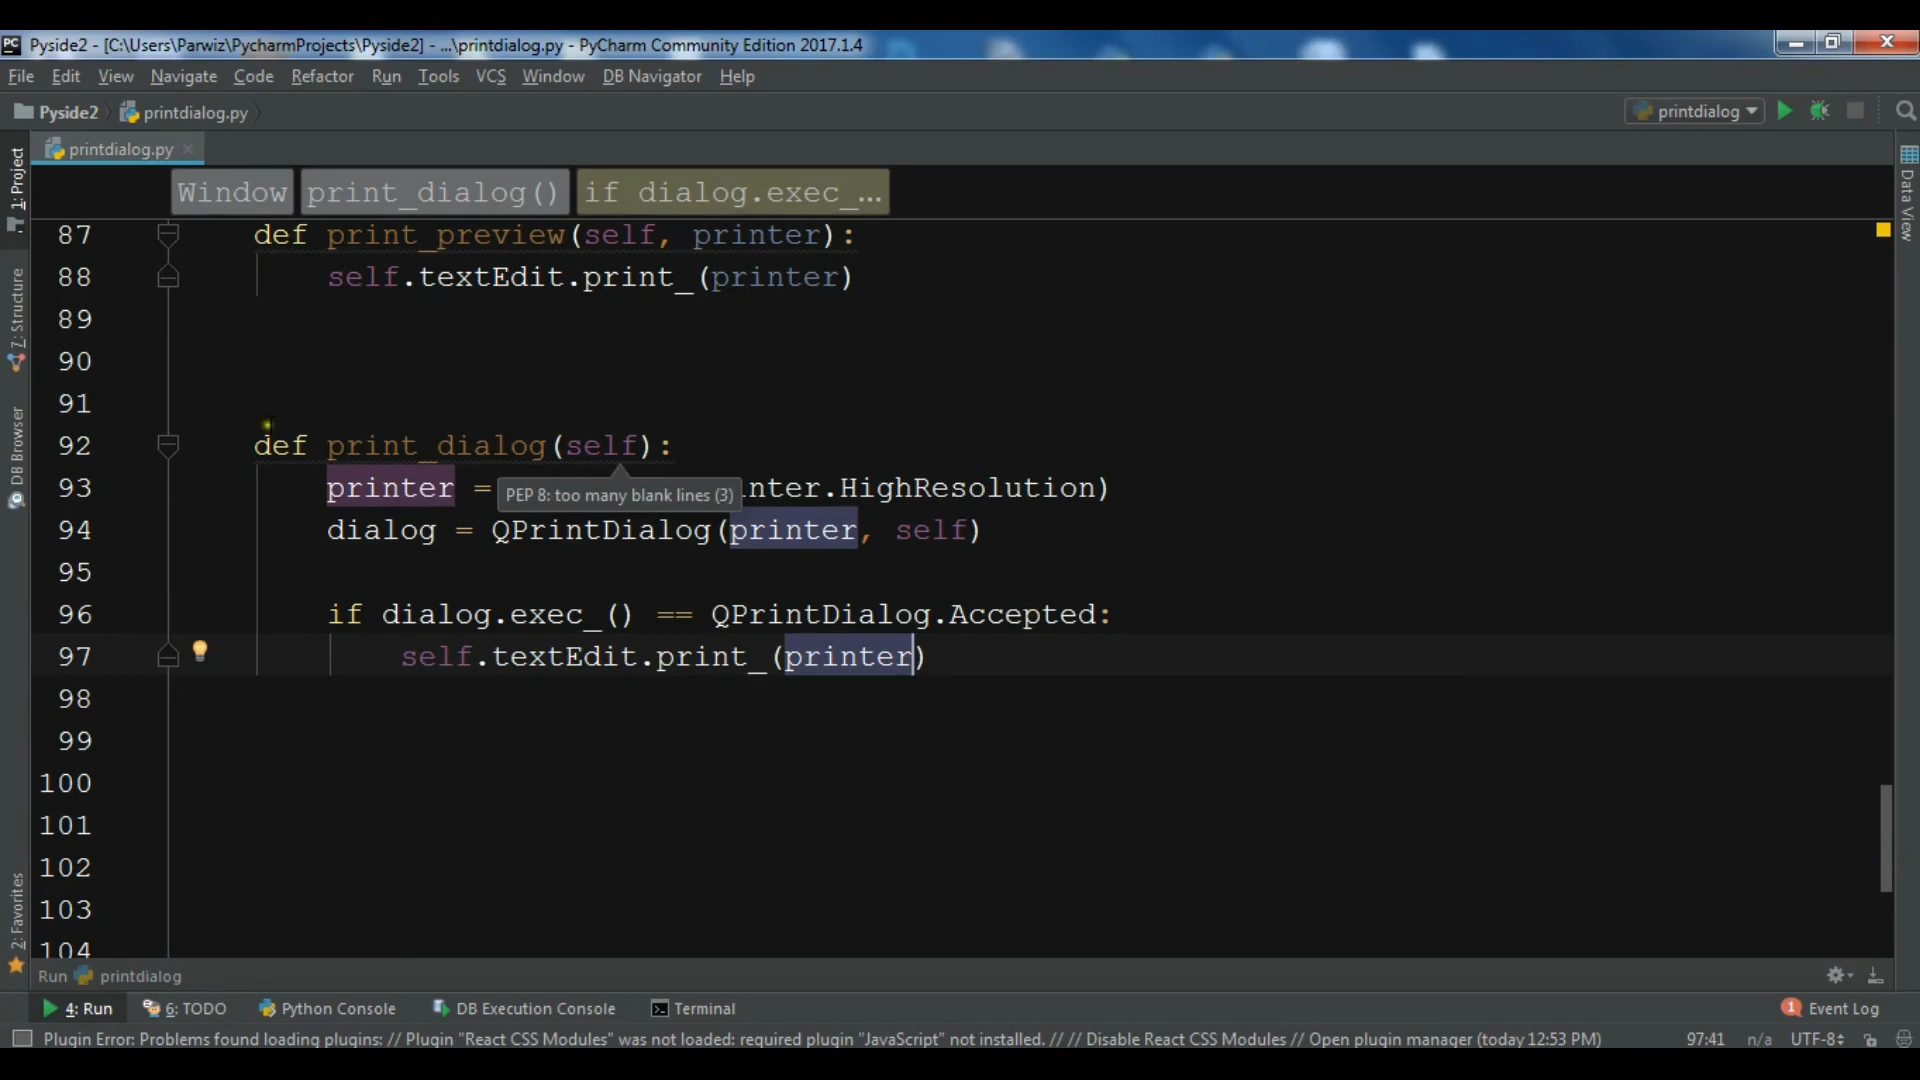 Pyside2 - [C:\Users\Parwiz\PycharmProjects\Pyside2] - ...\printdialog.py - PyCharm Community Edition 2017.1.4
File Edit View Navigate Code Refactor Run Tools VCS Window DB Navigator Help
Pyside2 printdialog.py printdialog
printdialog.py
Window print_dialog() if dialog.exec_...
87 def print_preview(self, printer):
88 self.textEdit.print_(printer)
89
90
91
92 def print_dialog(self):
93 printer = nter.HighResolution)
PEP 8: too many blank lines (3)
94 dialog = QPrintDialog(printer, self)
95
96 if dialog.exec_() == QPrintDialog.Accepted:
97 self.textEdit.print_(printer)
98
99
100
101
102
103
104
1: Project
7: Structure
DB Browser
2: Favorites
Data View
Run printdialog
4: Run 6: TODO Python Console DB Execution Console Terminal 1 Event Log
Plugin Error: Problems found loading plugins: // Plugin "React CSS Modules" was not loaded: required plugin "JavaScript" not installed. // // Disable React CSS Modules // Open plugin manager (today 12:53 PM) 97:41 n/a UTF-8